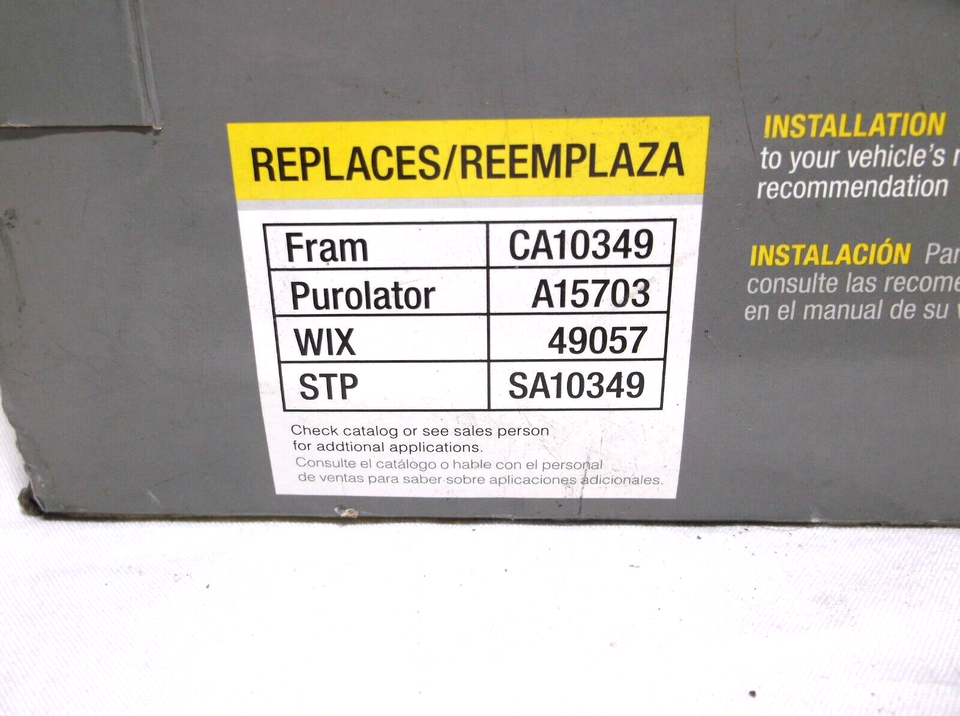 REPLACES/REEMPLAZA
Fram CA10349
Purolator A15703
WIX 49057
STP SA10349
Check catalog or see sales person
for addtional applications.
Consulte el catálogo o hable con el personal
de ventas para saber sobre aplicaciones adicionales.
INSTALLATION
to your vehicle's
recommendation
INSTALACIÓN
consulte las
en el manual de su